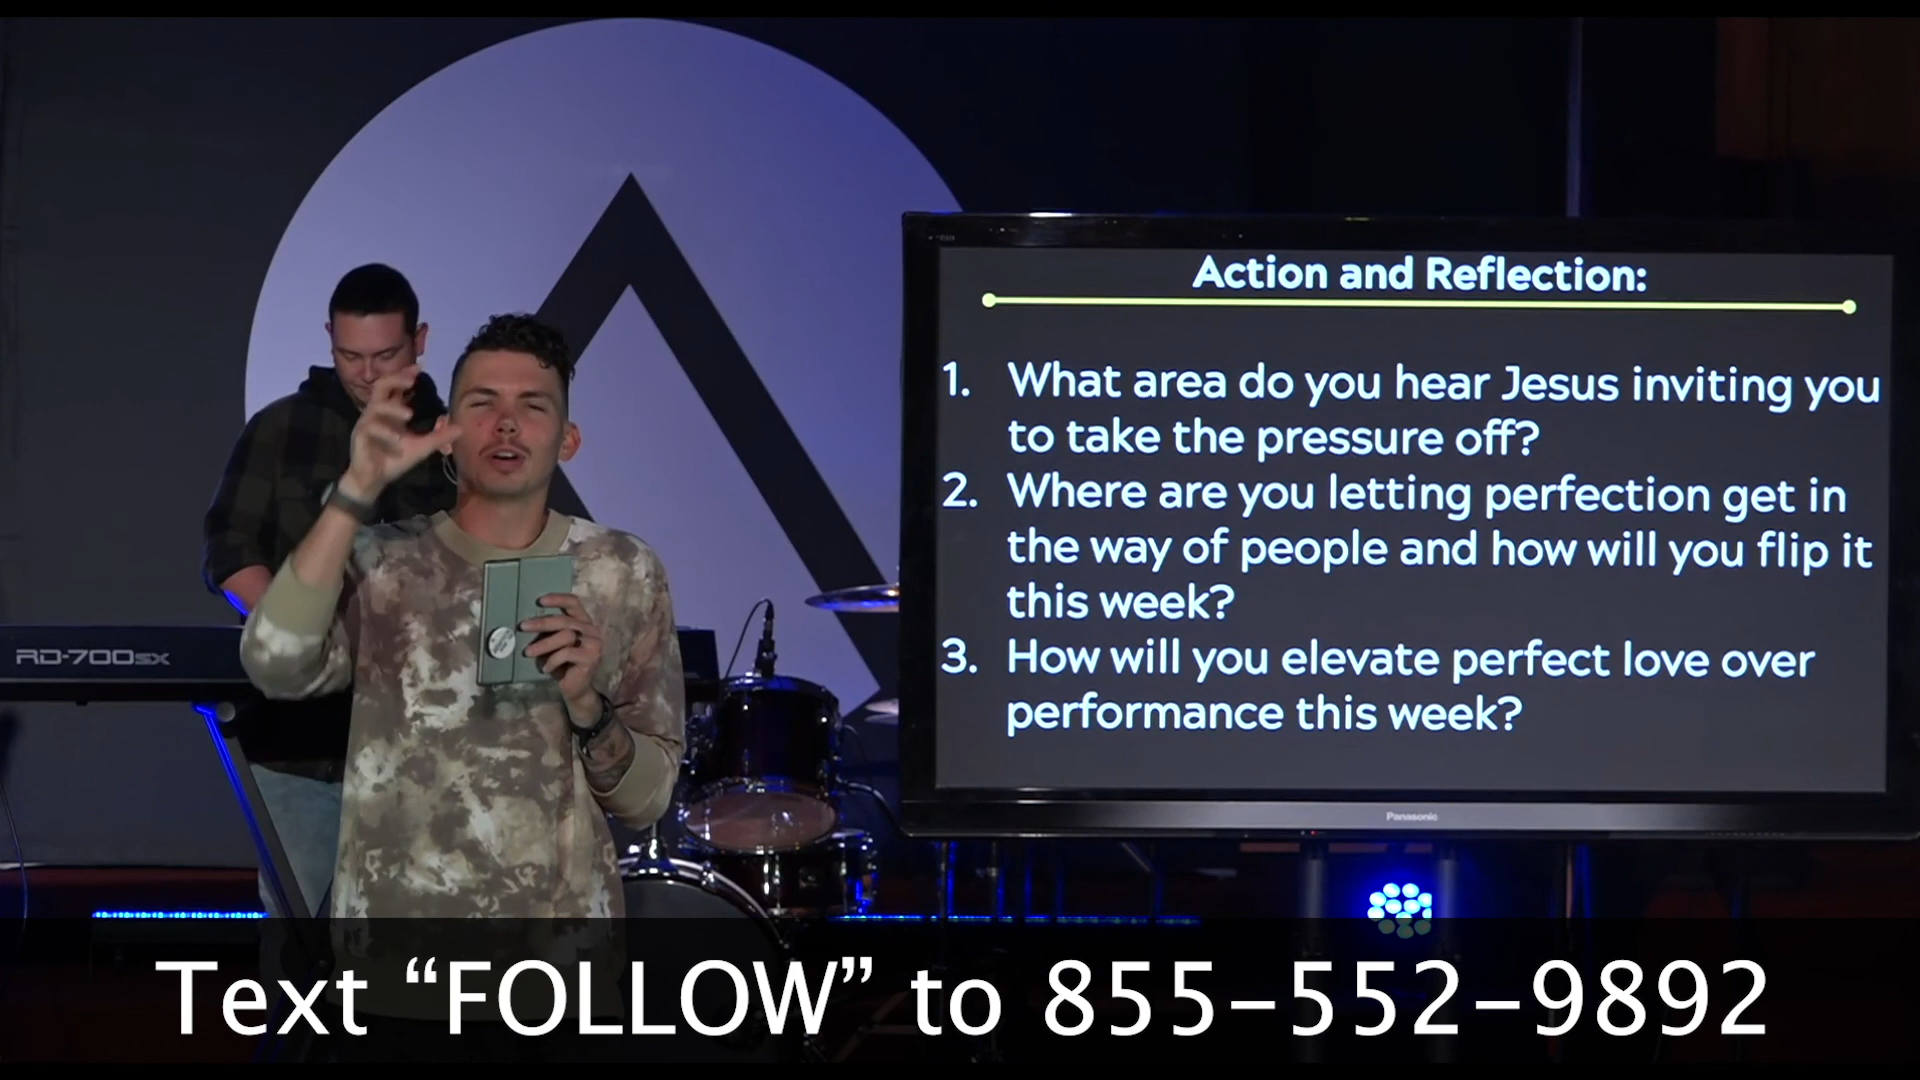 Action and Reflection:
1. What area do you hear Jesus inviting you
to take the pressure off?
2. Where are you letting perfection get in
the way of people and how will you flip it
this week?
3. How will you elevate perfect love over
performance this week?
Panasonic
RD-700SX
Text “FOLLOW” to 855-552-9892